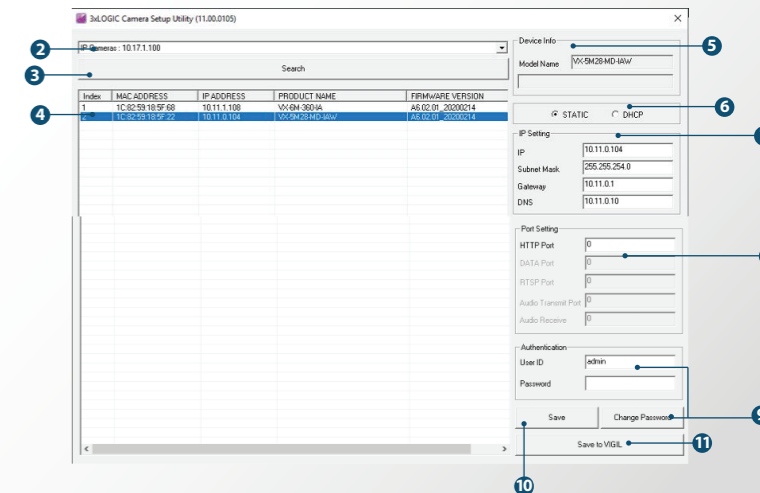 3xLOGIC Camera Setup Utility (11.00.0105)
2
IP Cameras : 10.17.1.100
3
Search
Index MAC ADDRESS IP ADDRESS PRODUCT NAME FIRMWARE VERSION
1 1C:82:59:18:5F:68 10.11.1.108 VX-6M-360-IA A6.02.01_20200214
4
2 1C:82:59:18:5F:22 10.11.0.104 VX-5M28-MD-IAW A6.02.01_20200214
Device Info
5
Model Name VX-5M28-MD-IAW
6
STATIC DHCP
IP Setting
IP 10.11.0.104
Subnet Mask 255.255.254.0
Gateway 10.11.0.1
DNS 10.11.0.10
Port Setting
HTTP Port 0
DATA Port 0
RTSP Port 0
Audio Transmit Port 0
Audio Receive 0
Authentication
User ID admin
Password
9
Save Change Password
Save to VIGIL
11
10